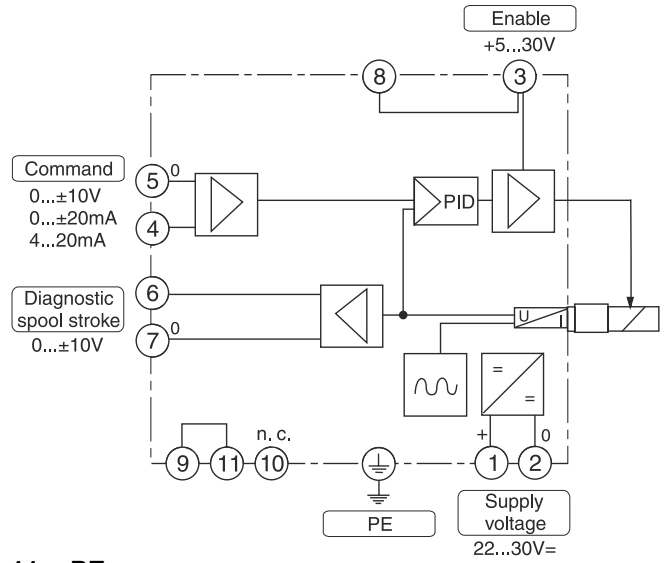 Enable
+5...30V
8
3
Command
0...±10V
0...±20mA
4...20mA
5
0
4
PID
Diagnostic
spool stroke
0...±10V
6
7
0
U
I
=
=
n. c.
+
0
9
11
10
1
2
PE
Supply
voltage
22...30V=